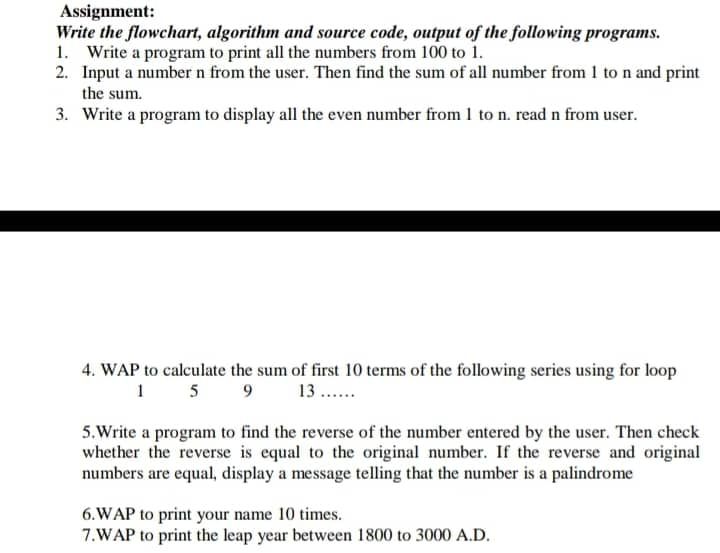 Assignment:
Write the flowchart, algorithm and source code, output of the following programs.
1. Write a program to print all the numbers from 100 to 1.
2. Input a number n from the user. Then find the sum of all number from 1 to n and print
the sum.
3. Write a program to display all the even number from 1 to n. read n from user.
4. WAP to calculate the sum of first 10 terms of the following series using for loop
1 5 9 13 ......
5.Write a program to find the reverse of the number entered by the user. Then check
whether the reverse is equal to the original number. If the reverse and original
numbers are equal, display a message telling that the number is a palindrome
6.WAP to print your name 10 times.
7.WAP to print the leap year between 1800 to 3000 A.D.